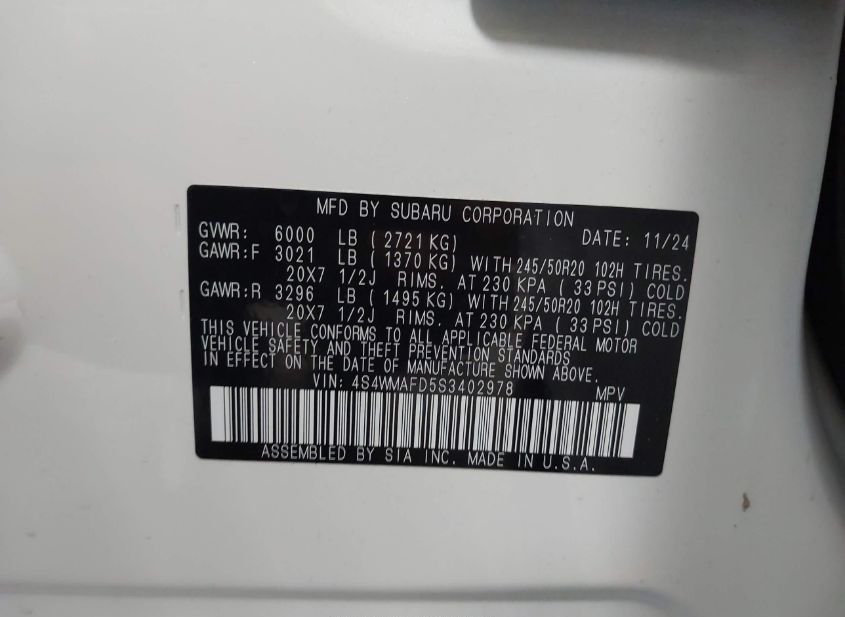 MFD BY SUBARU CORPORATION
GVWR: 6000 LB ( 2721 KG) DATE: 11/24
GAWR:F 3021 LB ( 1370 KG) WITH 245/50R20 102H TIRES.
20X7 1/2J RIMS. AT 230 KPA ( 33 PSI) COLD
GAWR:R 3296 LB ( 1495 KG) WITH 245/50R20 102H TIRES.
20X7 1/2J RIMS. AT 230 KPA ( 33 PSI) COLD
THIS VEHICLE CONFORMS TO ALL APPLICABLE FEDERAL MOTOR
VEHICLE SAFETY AND THEFT PREVENTION STANDARDS
IN EFFECT ON THE DATE OF MANUFACTURE SHOWN ABOVE.
VIN: 4S4WMAFD5S3402978 MPV
ASSEMBLED BY SIA INC. MADE IN U.S.A.